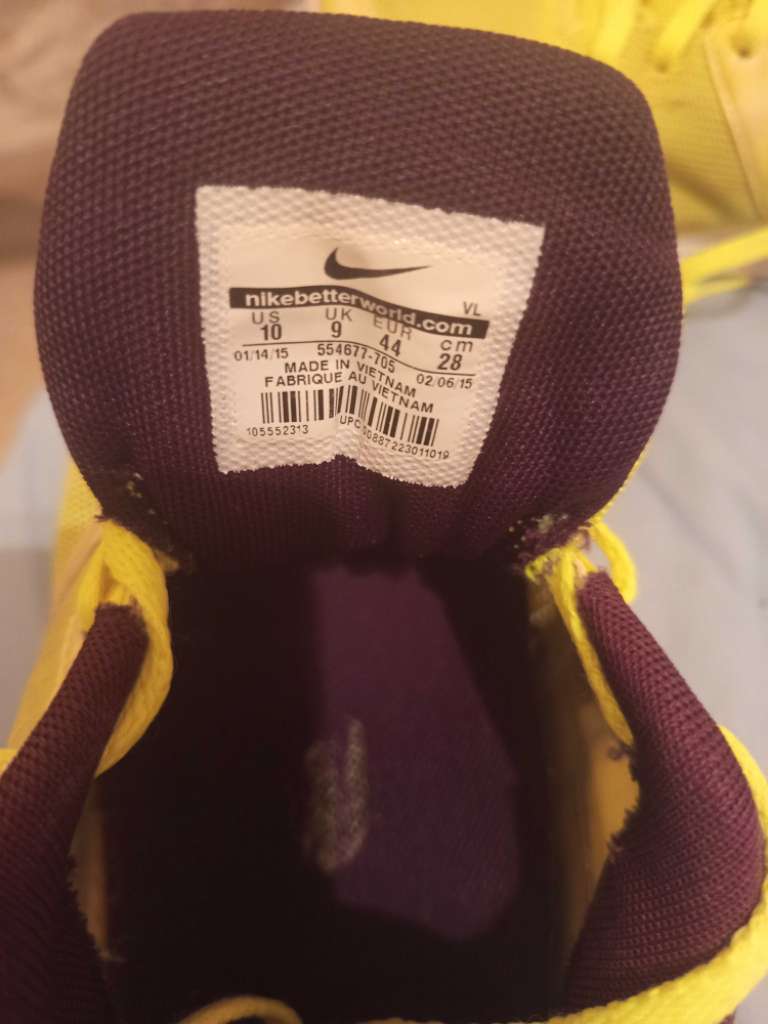 VL
nikebetterworld.com
US UK EUR cm
10 9 44 28
01/14/15 554677-705 02/06/15
MADE IN VIETNAM
FABRIQUE AU VIETNAM
105552313 UPC 00887223011019